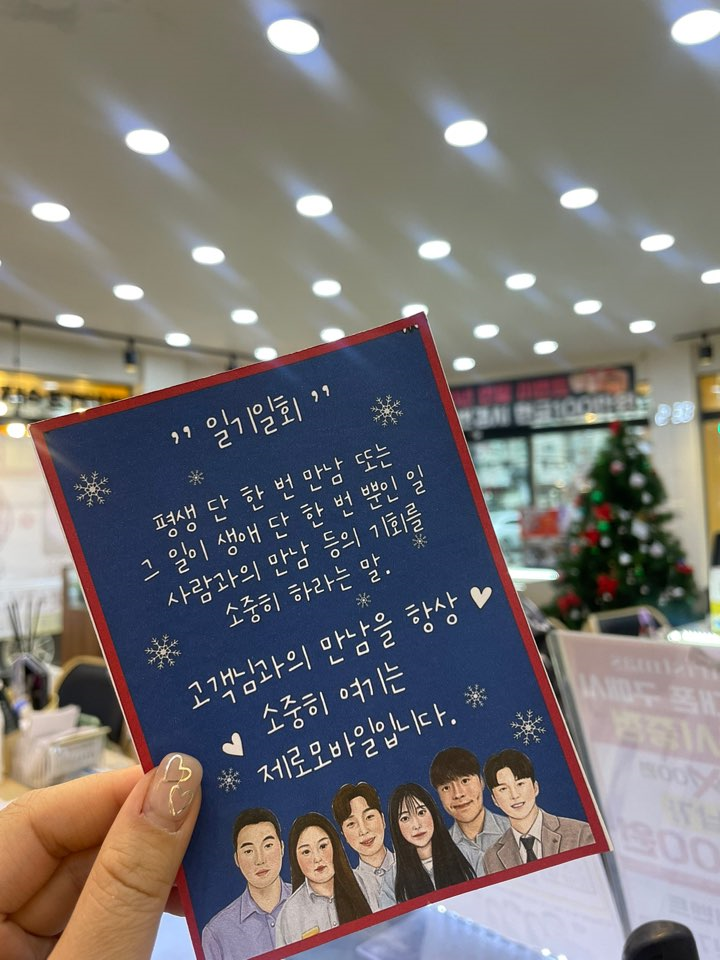 ,, 일기일회 ,,
평생 단 한 번 만남 또는
그 일이 생애 단 한 번 뿐인 일
사람과의 만남 등의 기회를
소중히 하라는 말.
고객님과의 만남을 항상
소중히 여기는
제로모바일입니다.